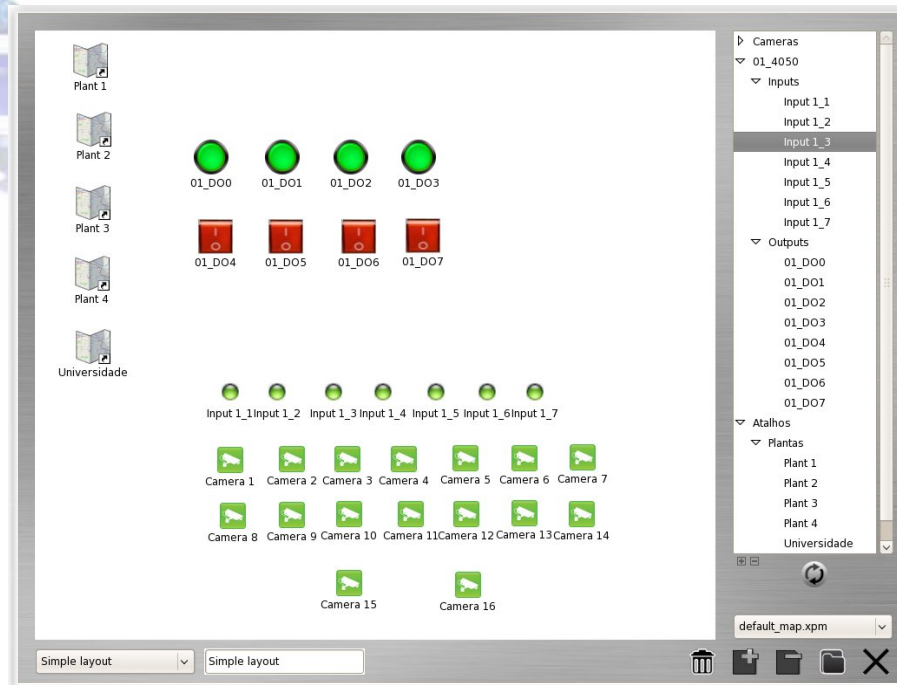 Plant 1
Plant 2
Plant 3
Plant 4
Universidade
01_DO0 01_DO1 01_DO2 01_DO3
01_DO4 01_DO5 01_DO6 01_DO7
Input 1_1 Input 1_2 Input 1_3 Input 1_4 Input 1_5 Input 1_6 Input 1_7
Camera 1 Camera 2 Camera 3 Camera 4 Camera 5 Camera 6 Camera 7
Camera 8 Camera 9 Camera 10 Camera 11 Camera 12 Camera 13 Camera 14
Camera 15 Camera 16
Simple layout Simple layout
Cameras
01_4050
Inputs
Input 1_1
Input 1_2
Input 1_3
Input 1_4
Input 1_5
Input 1_6
Input 1_7
Outputs
01_DO0
01_DO1
01_DO2
01_DO3
01_DO4
01_DO5
01_DO6
01_DO7
Atalhos
Plantas
Plant 1
Plant 2
Plant 3
Plant 4
Universidade
default_map.xpm